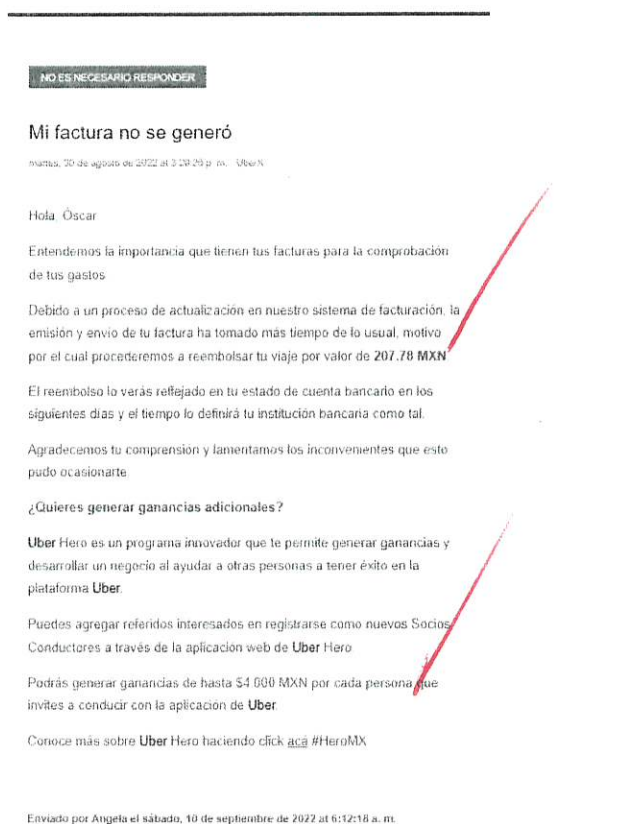 NO ES NECESARIO RESPONDER
Mi factura no se generó
martes, 30 de agosto de 2022 at 3:29:26 p. m. UberX
Hola, Óscar
Entendemos la importancia que tienen tus facturas para la comprobación
de tus gastos
Debido a un proceso de actualización en nuestro sistema de facturación, la
emisión y envío de tu factura ha tomado más tiempo de lo usual, motivo
por el cual procederemos a reembolsar tu viaje por valor de 207.78 MXN
El reembolso lo verás reflejado en tu estado de cuenta bancario en los
siguientes días y el tiempo lo definirá tu institución bancaria como tal.
Agradecemos tu comprensión y lamentamos los inconvenientes que esto
pudo ocasionarte
¿Quieres generar ganancias adicionales?
Uber Hero es un programa innovador que te permite generar ganancias y
desarrollar un negocio al ayudar a otras personas a tener éxito en la
plataforma Uber.
Puedes agregar referidos interesados en registrarse como nuevos Socios
Conductores a través de la aplicación web de Uber Hero
Podrás generar ganancias de hasta $4 000 MXN por cada persona que
invites a conducir con la aplicación de Uber.
Conoce más sobre Uber Hero haciendo click acá #HeroMX
Enviado por Angela el sábado, 10 de septiembre de 2022 at 6:12:18 a. m.